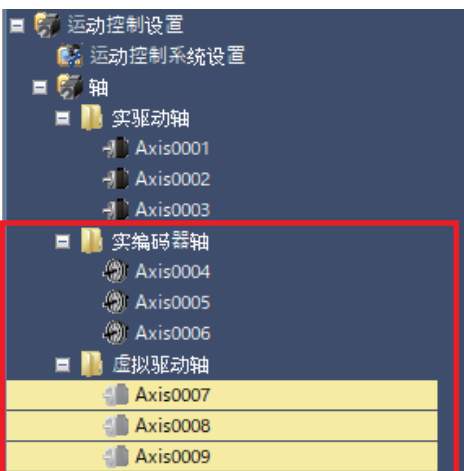 运动控制设置
运动控制系统设置
轴
实驱动轴
Axis0001
Axis0002
Axis0003
实编码器轴
Axis0004
Axis0005
Axis0006
虚拟驱动轴
Axis0007
Axis0008
Axis0009